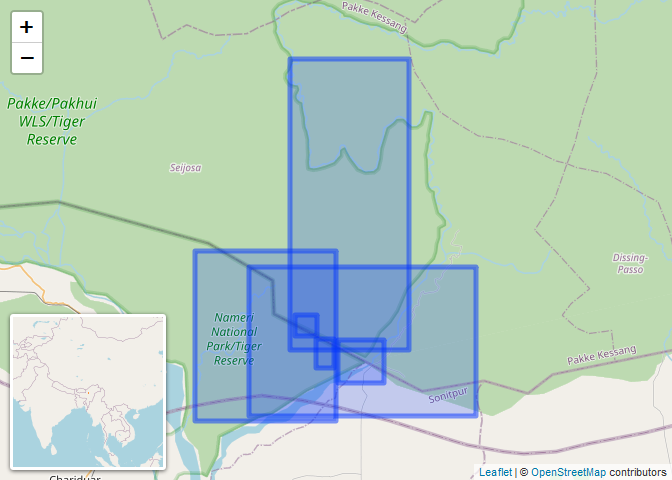 +
−
Pakke Kessang
Pakke/Pakhui
WLS/Tiger
Reserve
Seijosa
Dissing-
Passo
Nameri
National
Park/Tiger
Reserve
Pakke Kessang
Sonitpur
Chariduar
Leaflet | © OpenStreetMap contributors